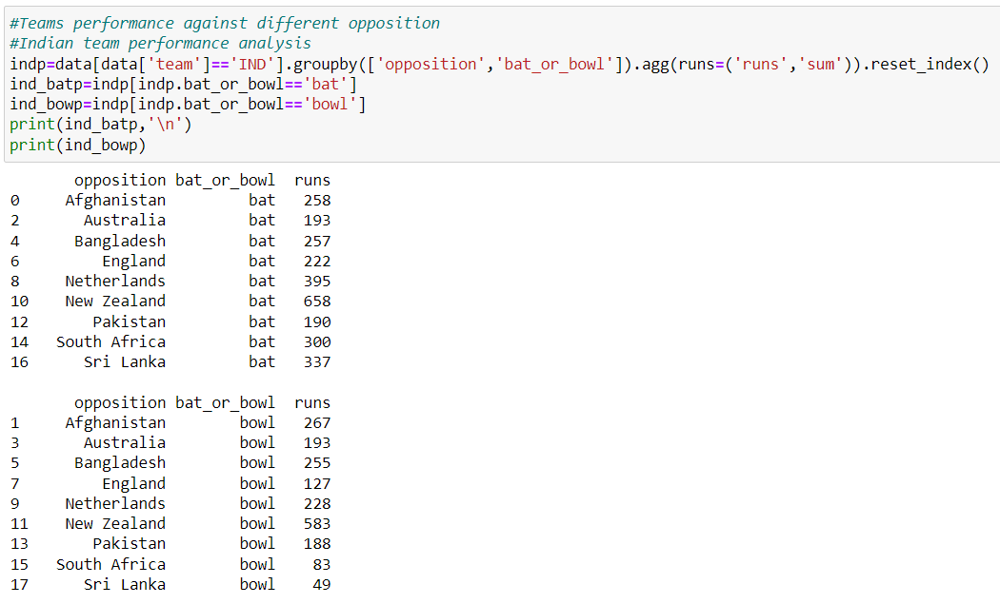 #Teams performance against different opposition
#Indian team performance analysis
indp=data[data['team']=='IND'].groupby(['opposition','bat_or_bowl']).agg(runs=('runs','sum')).reset_index()
ind_batp=indp[indp.bat_or_bowl=='bat']
ind_bowp=indp[indp.bat_or_bowl=='bowl']
print(ind_batp,'\n')
print(ind_bowp)
opposition bat_or_bowl runs
0 Afghanistan bat 258
2 Australia bat 193
4 Bangladesh bat 257
6 England bat 222
8 Netherlands bat 395
10 New Zealand bat 658
12 Pakistan bat 190
14 South Africa bat 300
16 Sri Lanka bat 337
opposition bat_or_bowl runs
1 Afghanistan bowl 267
3 Australia bowl 193
5 Bangladesh bowl 255
7 England bowl 127
9 Netherlands bowl 228
11 New Zealand bowl 583
13 Pakistan bowl 188
15 South Africa bowl 83
17 Sri Lanka bowl 49